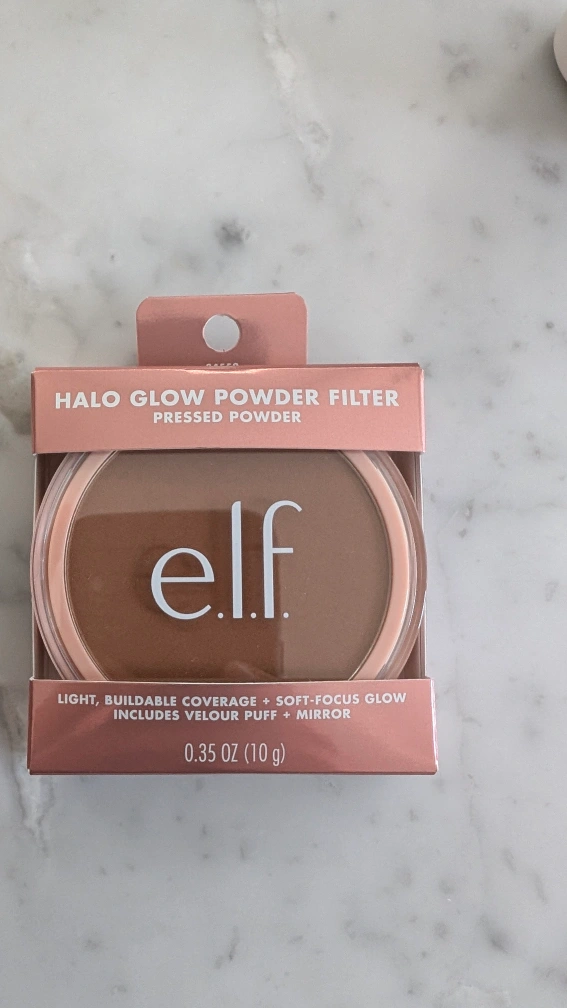 HALO GLOW POWDER FILTER
PRESSED POWDER
e.l.f.
LIGHT, BUILDABLE COVERAGE + SOFT-FOCUS GLOW
INCLUDES VELOUR PUFF + MIRROR
0.35 OZ (10 g)